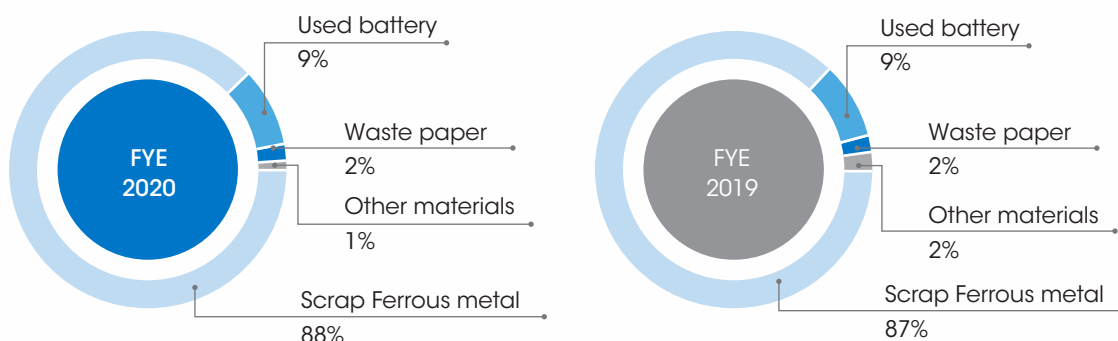 Used battery
9%
FYE
2020
Waste paper
2%
Other materials
1%
Scrap Ferrous metal
88%
Used battery
9%
FYE
2019
Waste paper
2%
Other materials
2%
Scrap Ferrous metal
87%